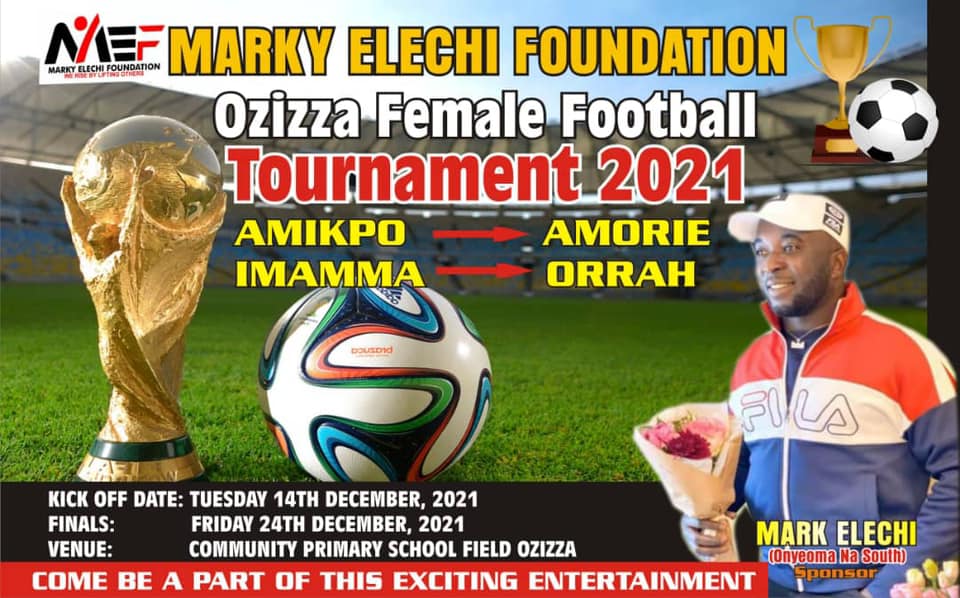 MEF
MARKY ELECHI FOUNDATION
WE RISE BY LIFTING OTHERS
MARKY ELECHI FOUNDATION
Ozizza Female Football
Tournament 2021
AMIKPO AMORIE
IMAMMA ORRAH
adidas
brazuca
FILA
KICK OFF DATE: TUESDAY 14TH DECEMBER, 2021
FINALS: FRIDAY 24TH DECEMBER, 2021
VENUE: COMMUNITY PRIMARY SCHOOL FIELD OZIZZA
MARK ELECHI
(Onyeoma Na South)
Sponsor
COME BE A PART OF THIS EXCITING ENTERTAINMENT